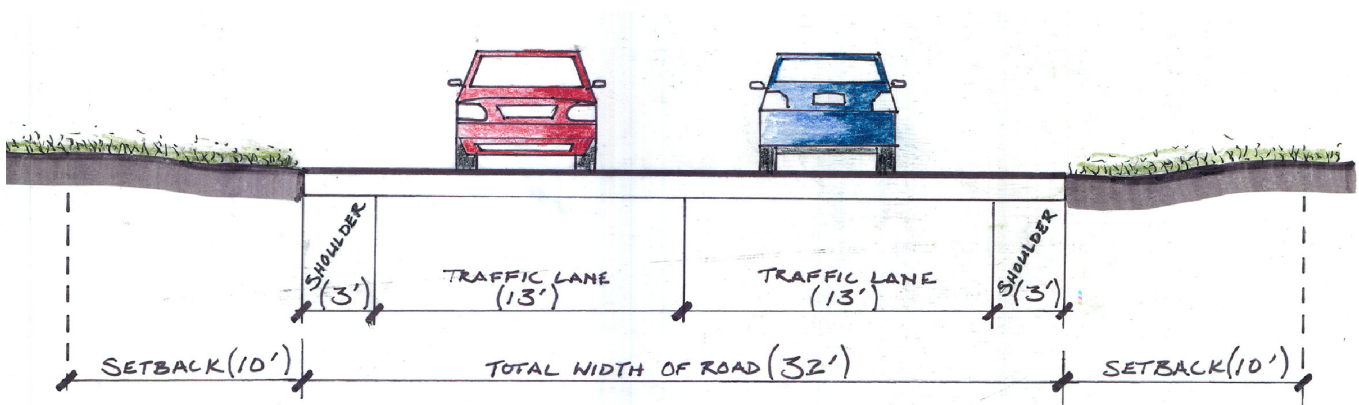 SHOULDER
(3')
TRAFFIC LANE
(13')
TRAFFIC LANE
(13')
SHOULDER
(3')
SETBACK (10')
TOTAL WIDTH OF ROAD (32')
SETBACK (10')